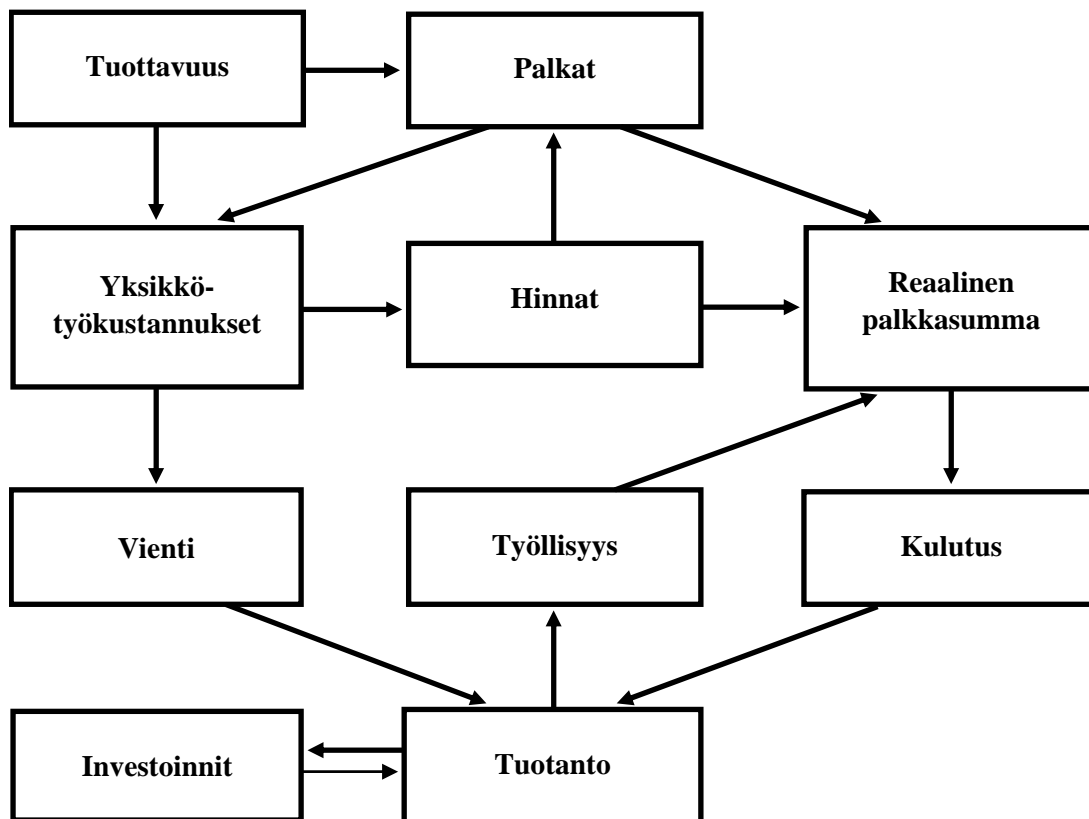 Tuottavuus
Palkat
Yksikkö-
työkustannukset
Hinnat
Reaalinen
palkkasumma
Vienti
Työllisyys
Kulutus
Investoinnit
Tuotanto